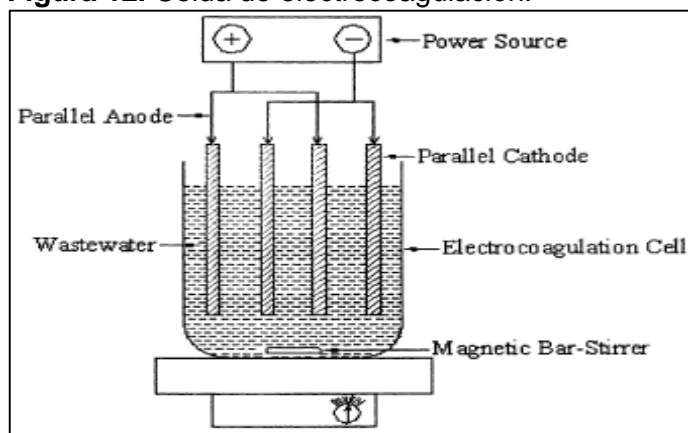 Figura 12. Celda de electrocoagulación.
+ −
Power Source
Parallel Anode
Parallel Cathode
Wastewater
Electrocoagulation Cell
Magnetic Bar-Stirrer